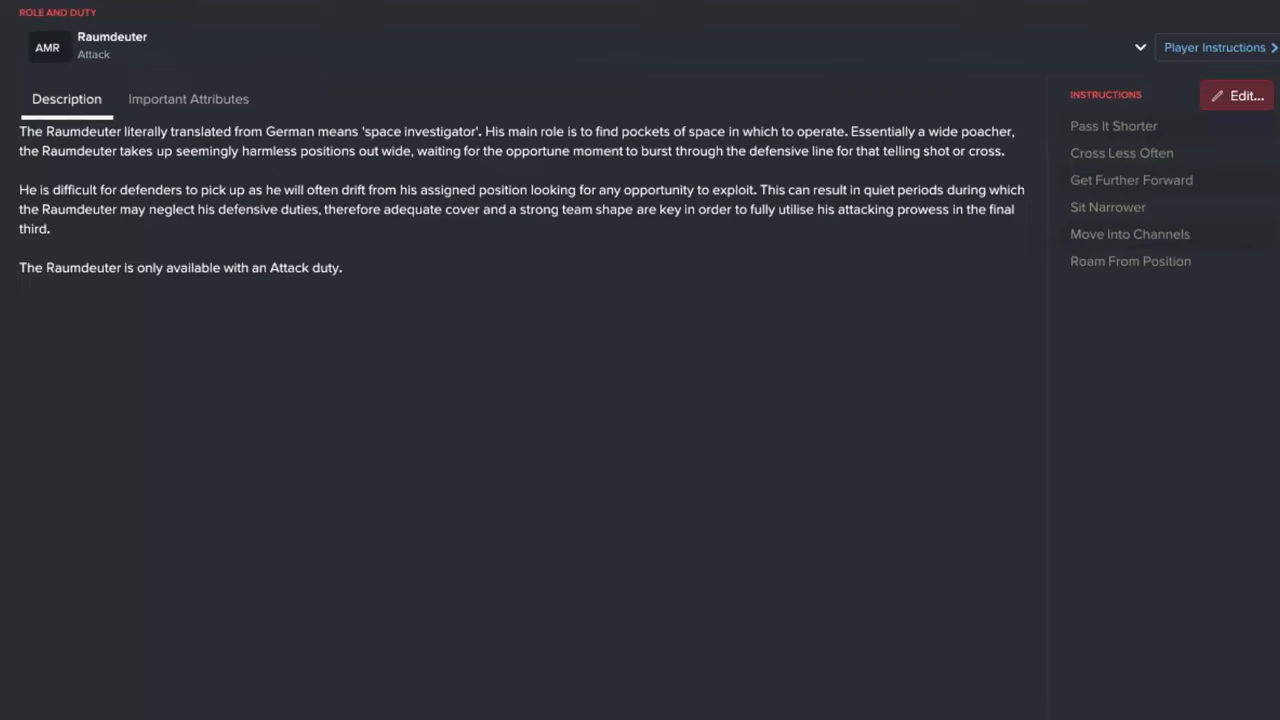 ROLE AND DUTY
AMR
Raumdeuter
Attack
Player Instructions
Description
Important Attributes
The Raumdeuter literally translated from German means 'space investigator'. His main role is to find pockets of space in which to operate. Essentially a wide poacher,
the Raumdeuter takes up seemingly harmless positions out wide, waiting for the opportune moment to burst through the defensive line for that telling shot or cross.
He is difficult for defenders to pick up as he will often drift from his assigned position looking for any opportunity to exploit. This can result in quiet periods during which
the Raumdeuter may neglect his defensive duties, therefore adequate cover and a strong team shape are key in order to fully utilise his attacking prowess in the final
third.
The Raumdeuter is only available with an Attack duty.
INSTRUCTIONS
Edit...
Pass It Shorter
Cross Less Often
Get Further Forward
Sit Narrower
Move Into Channels
Roam From Position